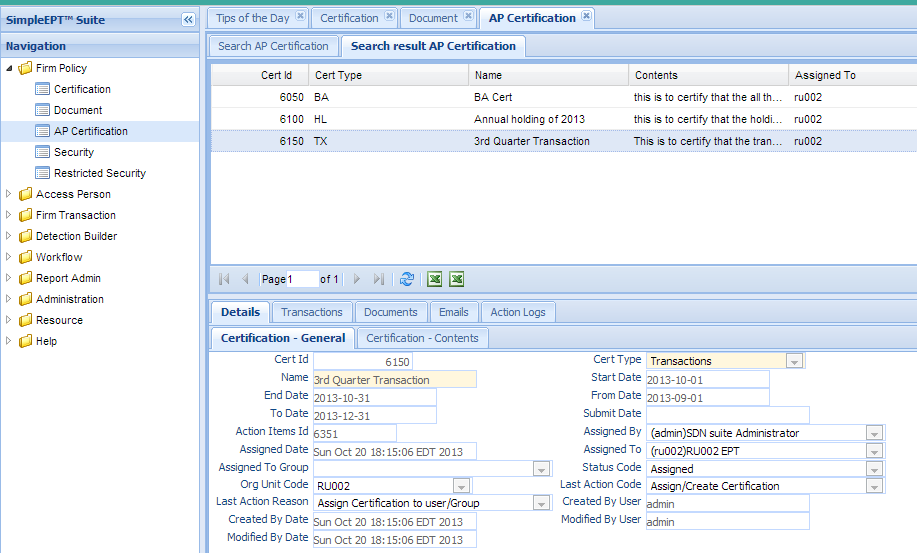 SimpleEPT™ Suite
Tips of the Day
Certification
Document
AP Certification
Navigation
Search AP Certification
Search result AP Certification
Firm Policy
Certification
Document
AP Certification
Security
Restricted Security
Access Person
Firm Transaction
Detection Builder
Workflow
Report Admin
Administration
Resource
Help
Cert Id Cert Type Name Contents Assigned To
6050 BA BA Cert this is to certify that the all th... ru002
6100 HL Annual holding of 2013 this is to certify that the holdi... ru002
6150 TX 3rd Quarter Transaction This is to certify that the tran... ru002
Page 1 of 1
Details Transactions Documents Emails Action Logs
Certification - General Certification - Contents
Cert Id 6150 Cert Type Transactions
Name 3rd Quarter Transaction Start Date 2013-10-01
End Date 2013-10-31 From Date 2013-09-01
To Date 2013-12-31 Submit Date
Action Items Id 6351 Assigned By (admin)SDN suite Administrator
Assigned Date Sun Oct 20 18:15:06 EDT 2013 Assigned To (ru002)RU002 EPT
Assigned To Group Status Code Assigned
Org Unit Code RU002 Last Action Code Assign/Create Certification
Last Action Reason Assign Certification to user/Group Created By User admin
Created By Date Sun Oct 20 18:15:06 EDT 2013 Modified By User admin
Modified By Date Sun Oct 20 18:15:06 EDT 2013